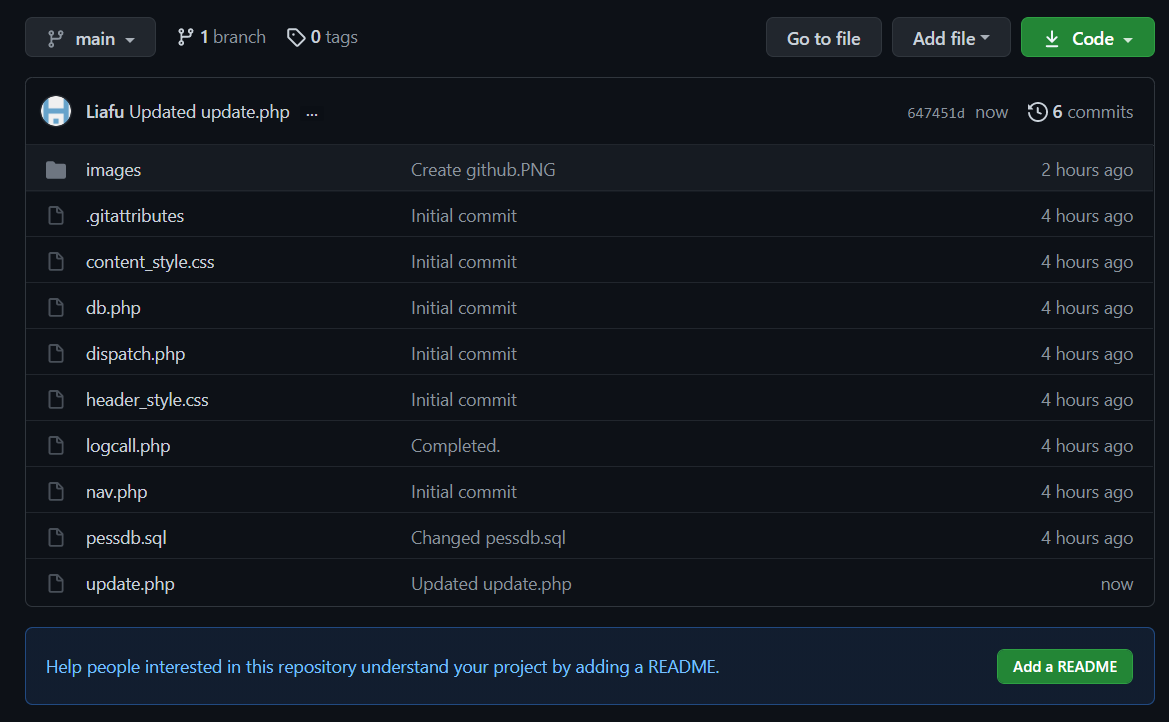 main 1 branch 0 tags Go to file Add file Code
Liafu Updated update.php ... 647451d now 6 commits
images Create github.PNG 2 hours ago
.gitattributes Initial commit 4 hours ago
content_style.css Initial commit 4 hours ago
db.php Initial commit 4 hours ago
dispatch.php Initial commit 4 hours ago
header_style.css Initial commit 4 hours ago
logcall.php Completed. 4 hours ago
nav.php Initial commit 4 hours ago
pessdb.sql Changed pessdb.sql 4 hours ago
update.php Updated update.php now
Help people interested in this repository understand your project by adding a README. Add a README